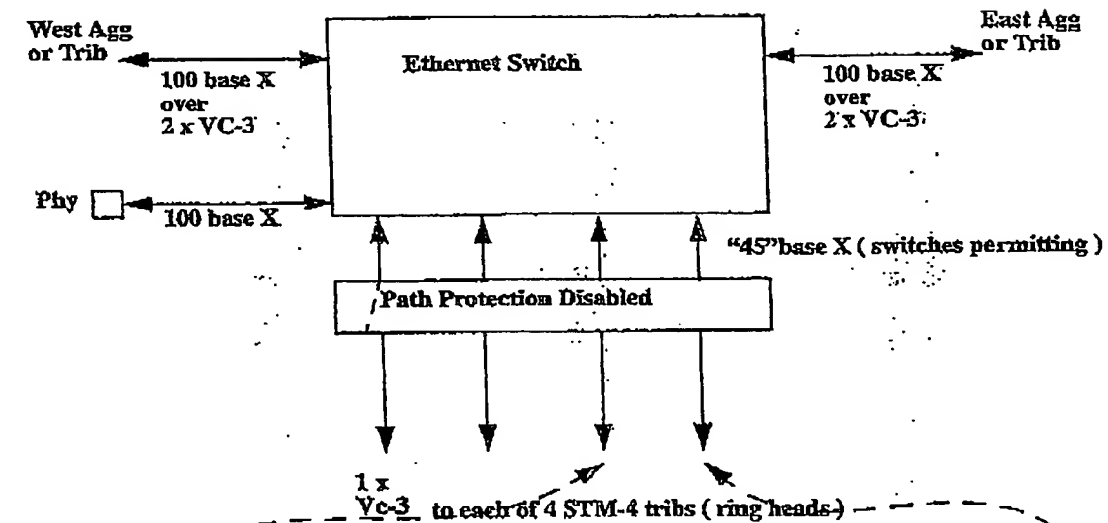 West Agg
or Trib
East Agg
or Trib
Ethernet Switch
100 base X
over
2 x VC-3
100 base X
over
2 x VC-3
Phy
100 base X
“45”base X ( switches permitting )
Path Protection Disabled
1 x
Vc-3 to each of 4 STM-4 tribs ( ring heads )